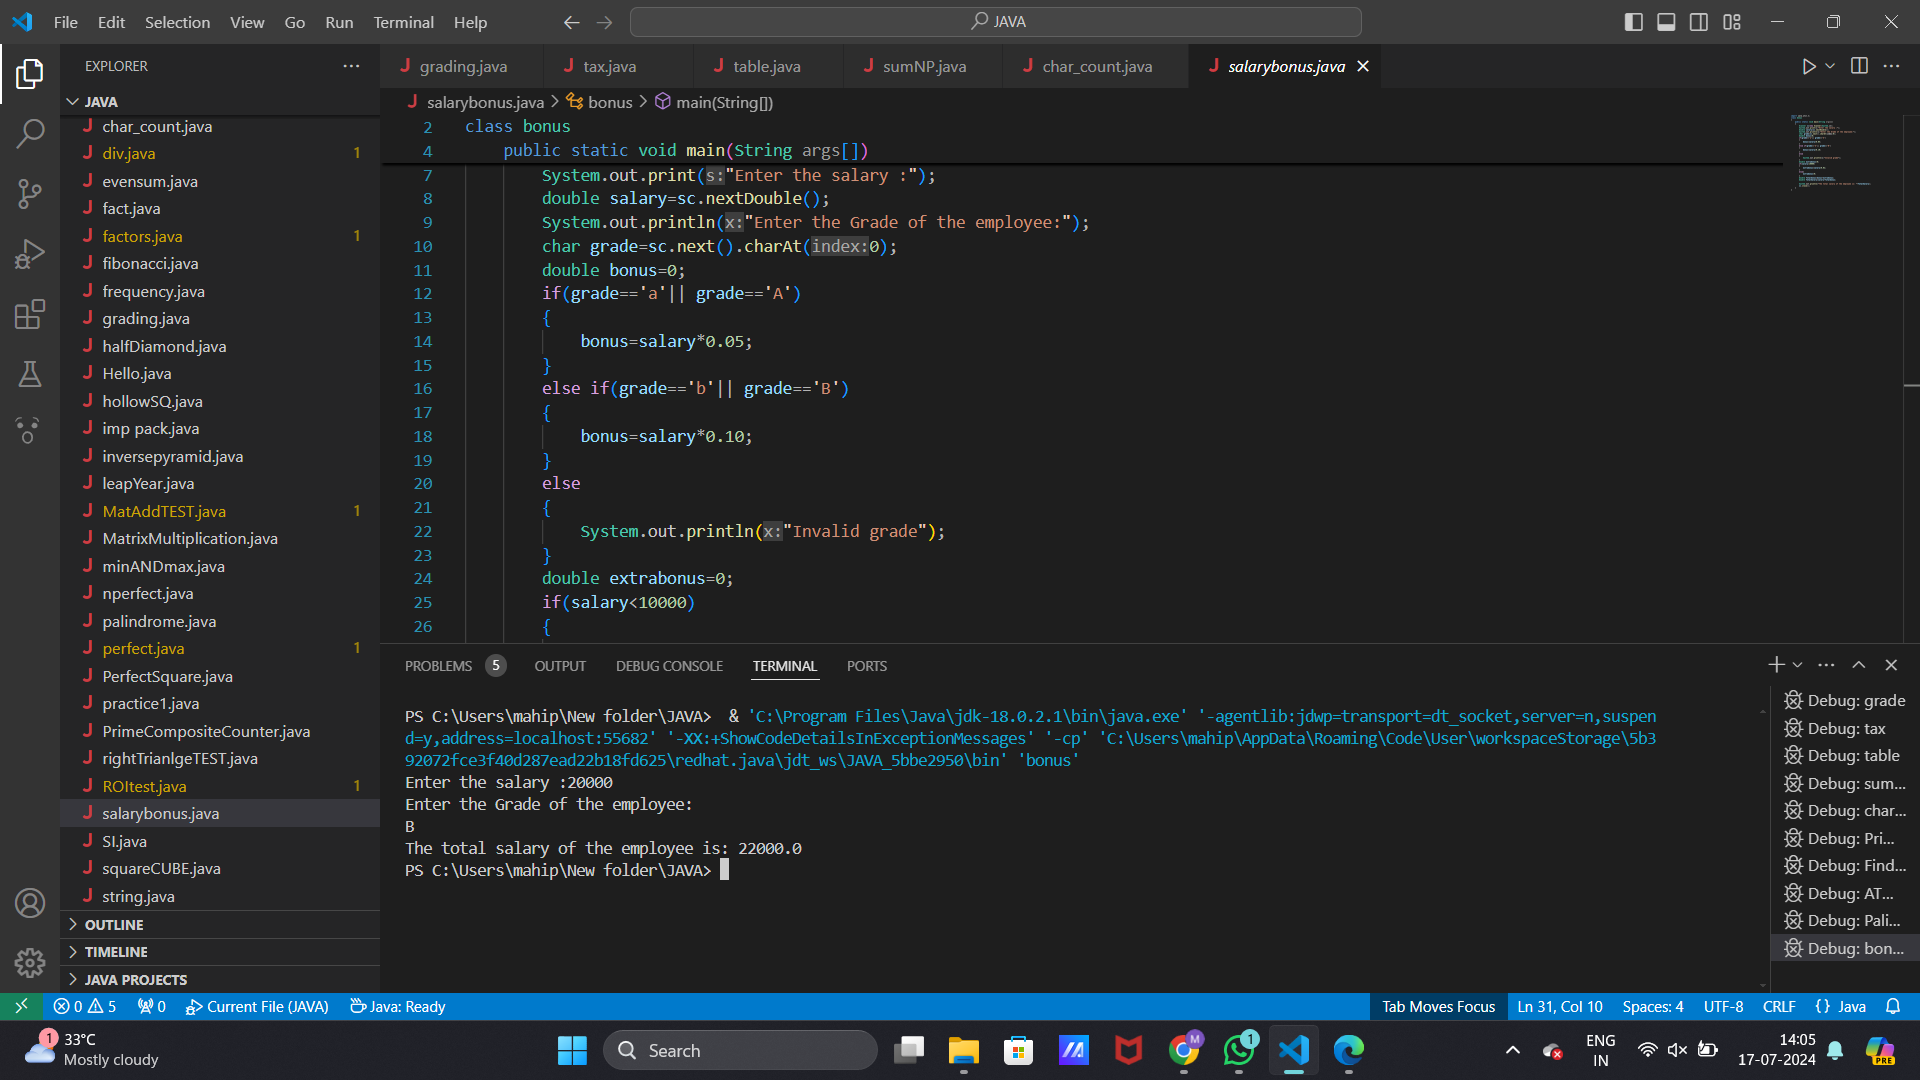 File Edit Selection View Go Run Terminal Help
JAVA
EXPLORER
JAVA
char_count.java
div.java 1
evensum.java
fact.java
factors.java 1
fibonacci.java
frequency.java
grading.java
halfDiamond.java
Hello.java
hollowSQ.java
imp pack.java
inversepyramid.java
leapYear.java
MatAddTEST.java 1
MatrixMultiplication.java
minANDmax.java
nperfect.java
palindrome.java
perfect.java 1
PerfectSquare.java
practice1.java
PrimeCompositeCounter.java
rightTrianlgeTEST.java
ROItest.java 1
salarybonus.java
SI.java
squareCUBE.java
string.java
OUTLINE
TIMELINE
JAVA PROJECTS
grading.java tax.java table.java sumNP.java char_count.java salarybonus.java
salarybonus.java > bonus > main(String[])
2 class bonus
4 public static void main(String args[])
7 System.out.print(s:"Enter the salary :");
8 double salary=sc.nextDouble();
9 System.out.println(x:"Enter the Grade of the employee:");
10 char grade=sc.next().charAt(index:0);
11 double bonus=0;
12 if(grade=='a'|| grade=='A')
13 {
14 bonus=salary*0.05;
15 }
16 else if(grade=='b'|| grade=='B')
17 {
18 bonus=salary*0.10;
19 }
20 else
21 {
22 System.out.println(x:"Invalid grade");
23 }
24 double extrabonus=0;
25 if(salary<10000)
26 {
PROBLEMS 5 OUTPUT DEBUG CONSOLE TERMINAL PORTS
PS C:\Users\mahip\New folder\JAVA>  & 'C:\Program Files\Java\jdk-18.0.2.1\bin\java.exe' '-agentlib:jdwp=transport=dt_socket,server=n,suspen
d=y,address=localhost:55682' '-XX:+ShowCodeDetailsInExceptionMessages' '-cp' 'C:\Users\mahip\AppData\Roaming\Code\User\workspaceStorage\5b3
92072fce3f40d287ead22b18fd625\redhat.java\jdt_ws\JAVA_5bbe2950\bin' 'bonus'
Enter the salary :20000
Enter the Grade of the employee:
B
The total salary of the employee is: 22000.0
PS C:\Users\mahip\New folder\JAVA>
Debug: grade
Debug: tax
Debug: table
Debug: sum...
Debug: char...
Debug: Pri...
Debug: Find...
Debug: AT...
Debug: Pali...
Debug: bon...
0 5 0 Current File (JAVA) Java: Ready Tab Moves Focus Ln 31, Col 10 Spaces: 4 UTF-8 CRLF {} Java
1
33°C
Mostly cloudy
Search
M
1
ENG
IN
14:05
17-07-2024
PRE